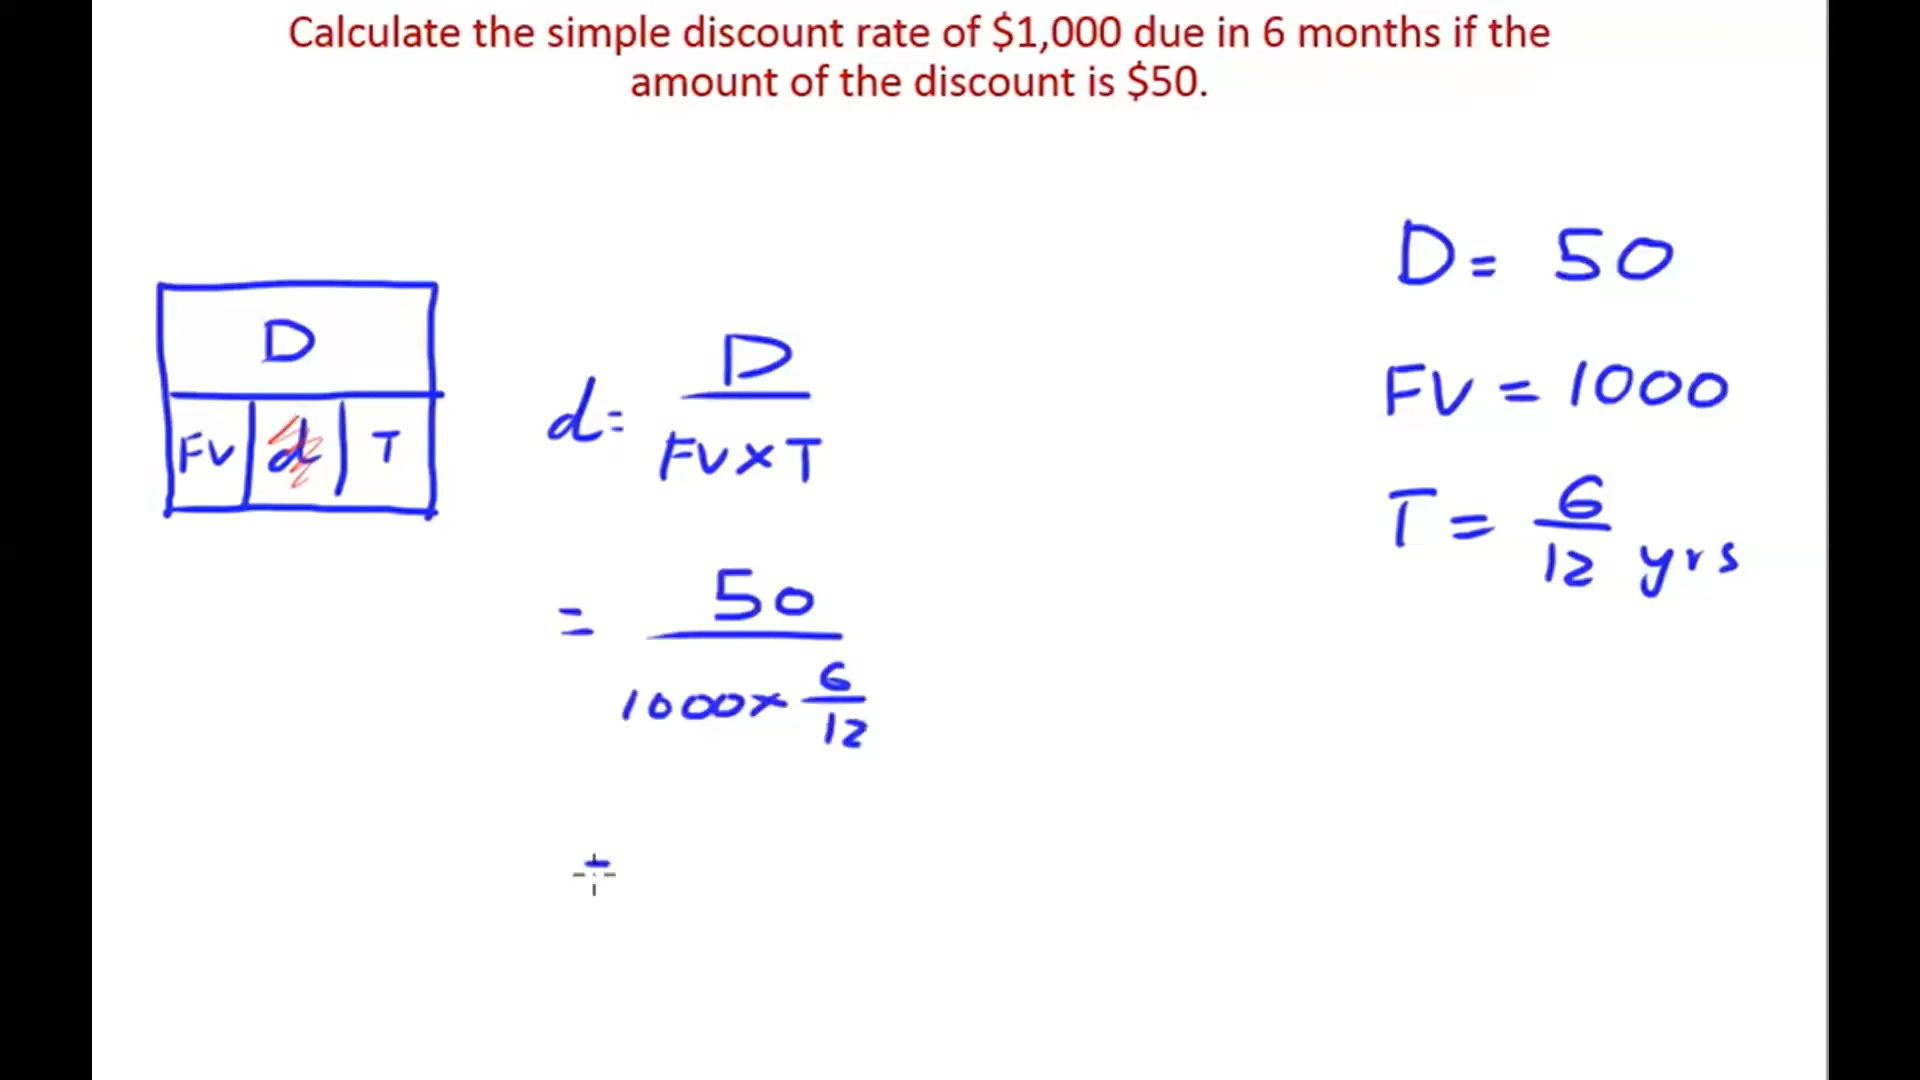 Calculate the simple discount rate of $1,000 due in 6 months if the
amount of the discount is $50.
D
FV d T
d = D
FV × T
= 50
1000 × 6
12
=
D = 50
FV = 1000
T = 6
12 yrs